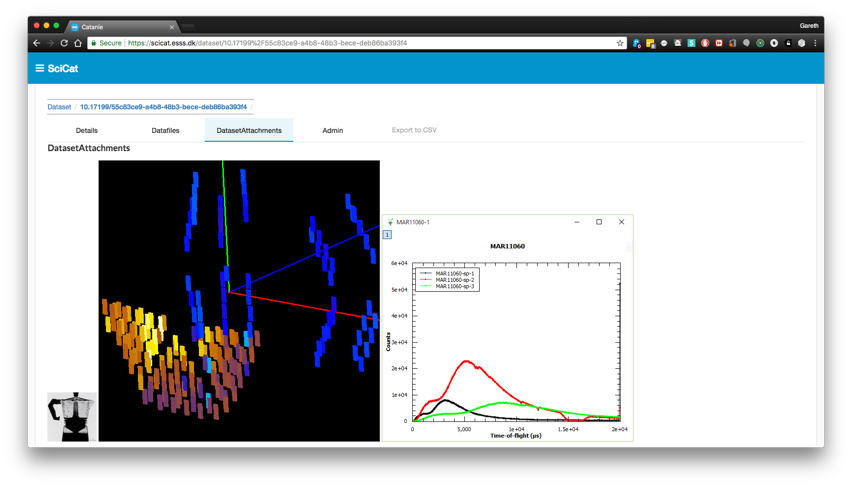 Catanie
Gareth
Secure
https://scicat.esss.dk/dataset/10.17199%2F55c83ce9-a4b8-48b3-bece-deb86ba393f4
SciCat
Dataset / 10.17199/55c83ce9-a4b8-48b3-bece-deb86ba393f4 /
Details
Datafiles
DatasetAttachments
Admin
Export to CSV
DatasetAttachments
MAR11060-1
1
MAR11060
MAR11060-sp-1
MAR11060-sp-2
MAR11060-sp-3
6e+04
5e+04
4e+04
3e+04
2e+04
1e+04
0
Counts
0 5,000 1e+04 1.5e+04 2e+04
Time-of-flight (μs)